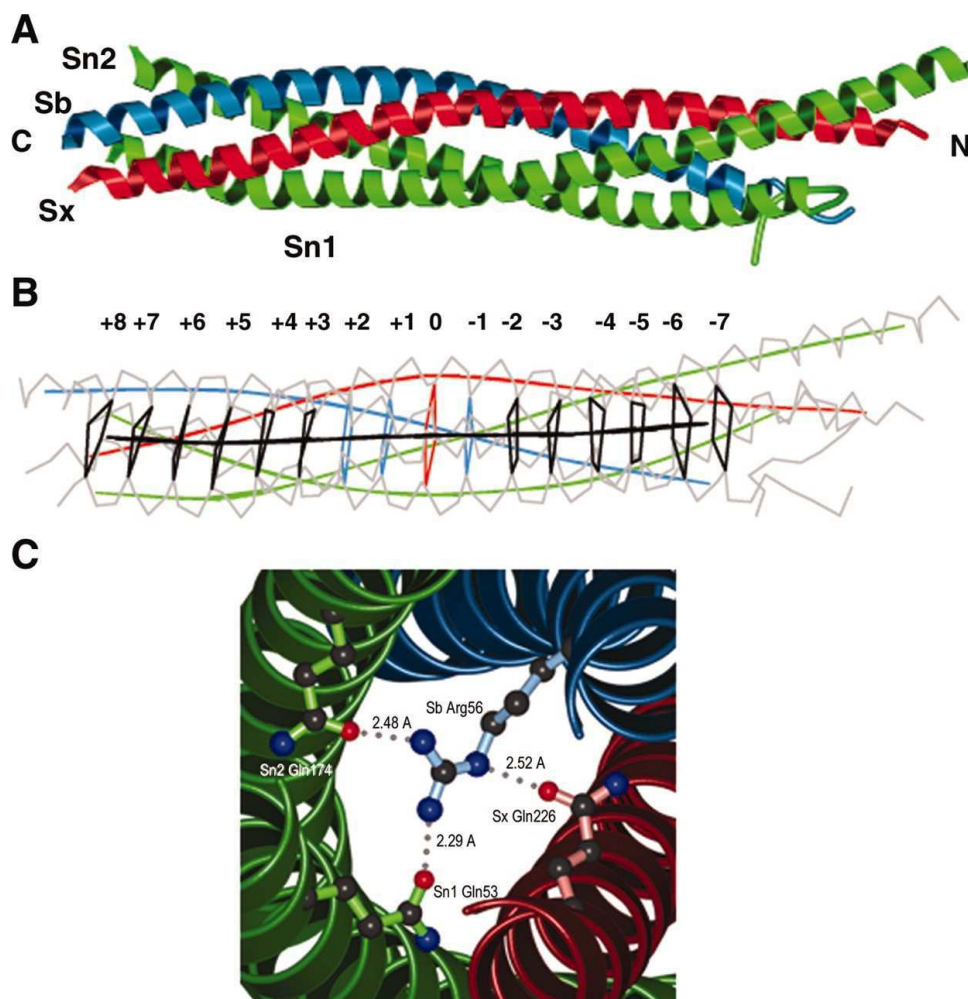 A
Sn2
Sb
C
N
Sx
Sn1
B
+8 +7 +6 +5 +4 +3 +2 +1 0 -1 -2 -3 -4 -5 -6 -7
C
Sb Arg56
2.48 A
2.52 A
Sn2 Gln174
Sx Gln226
2.29 A
Sn1 Gln53